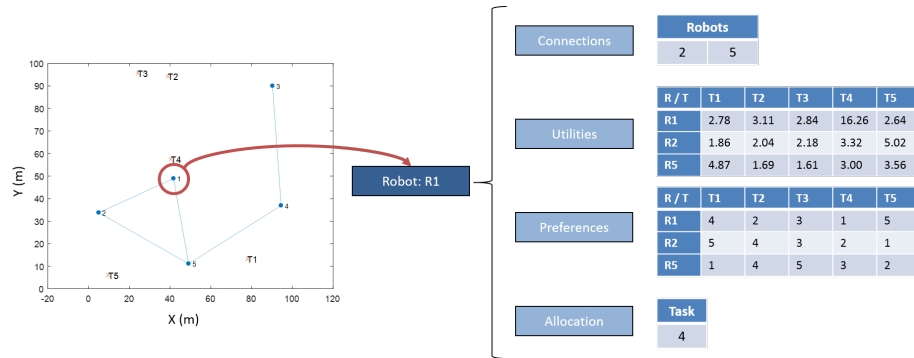 Connections
Robots
2 5
Utilities
R / T T1 T2 T3 T4 T5
R1 2.78 3.11 2.84 16.26 2.64
R2 1.86 2.04 2.18 3.32 5.02
R5 4.87 1.69 1.61 3.00 3.56
Preferences
R / T T1 T2 T3 T4 T5
R1 4 2 3 1 5
R2 5 4 3 2 1
R5 1 4 5 3 2
Allocation
Task
4
Robot: R1
Y (m)
100
90
80
70
60
50
40
30
20
10
0
-20 0 20 40 60 80 100 120
X (m)
T3 T2
3
T4
1
2
4
5
T1
T5